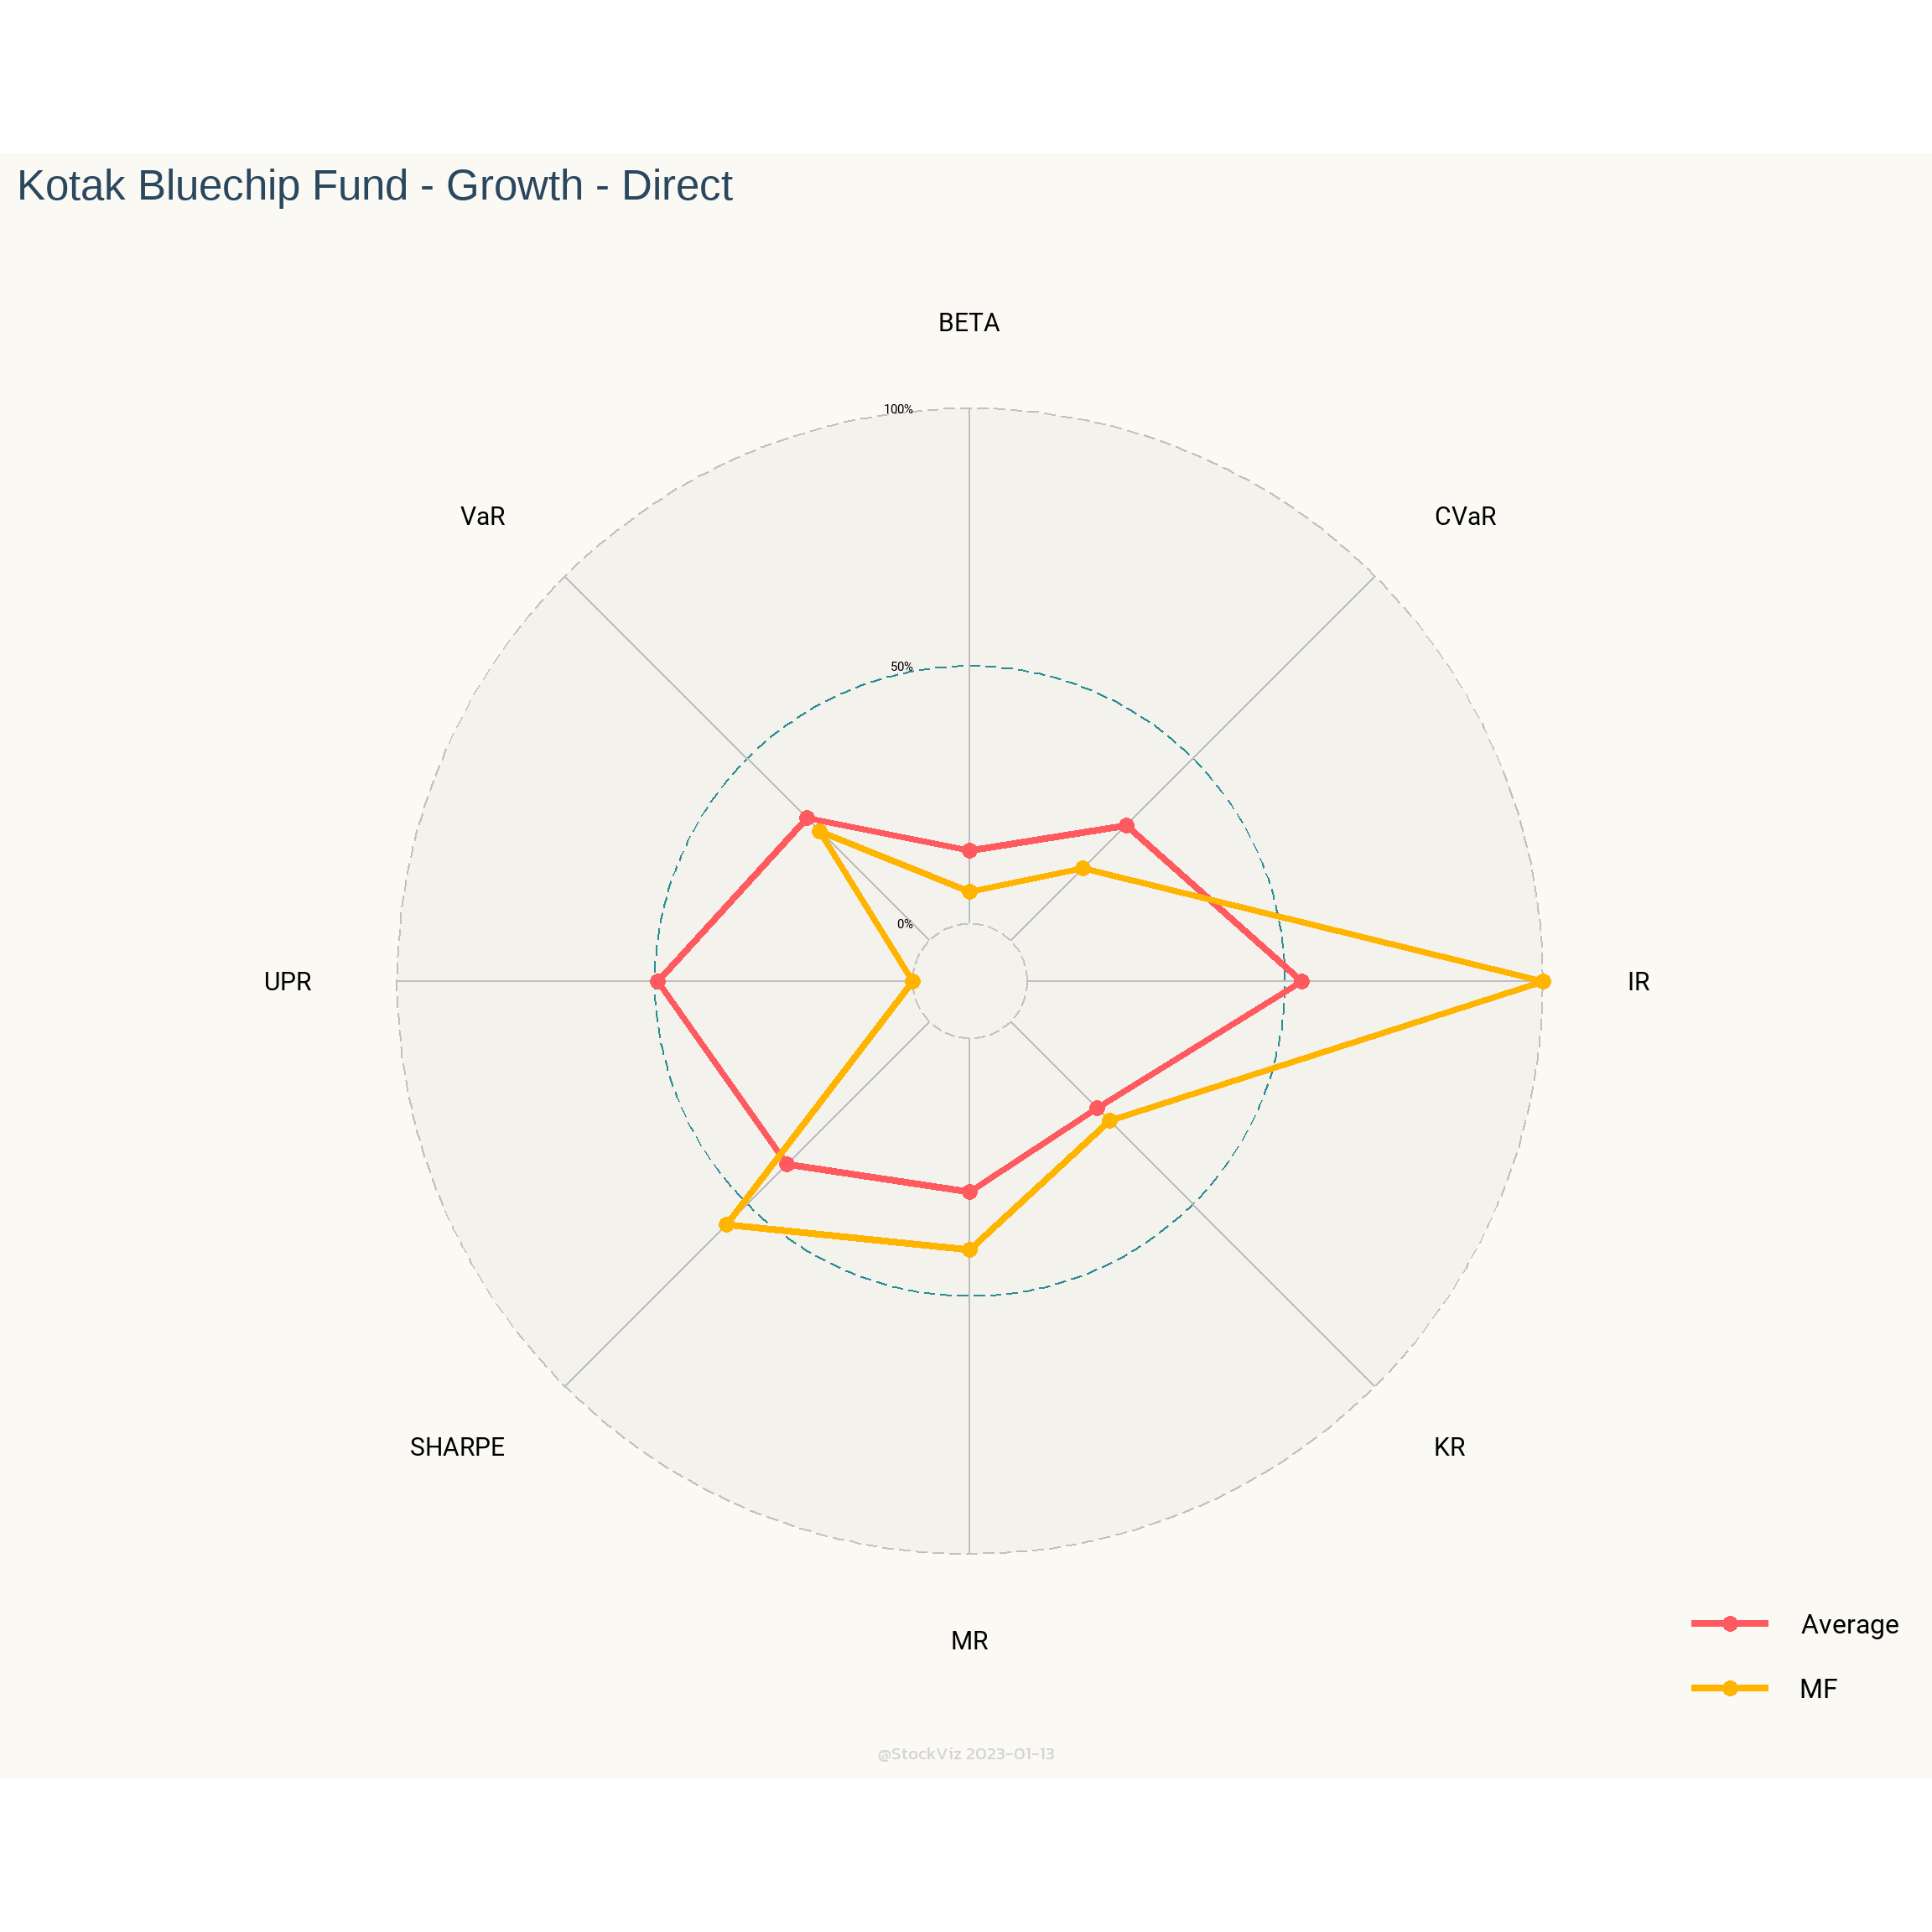 Kotak Bluechip Fund - Growth - Direct
BETA
100%
VaR
CVaR
50%
0%
UPR
IR
SHARPE
KR
MR
Average
MF
@StockViz 2023-01-13